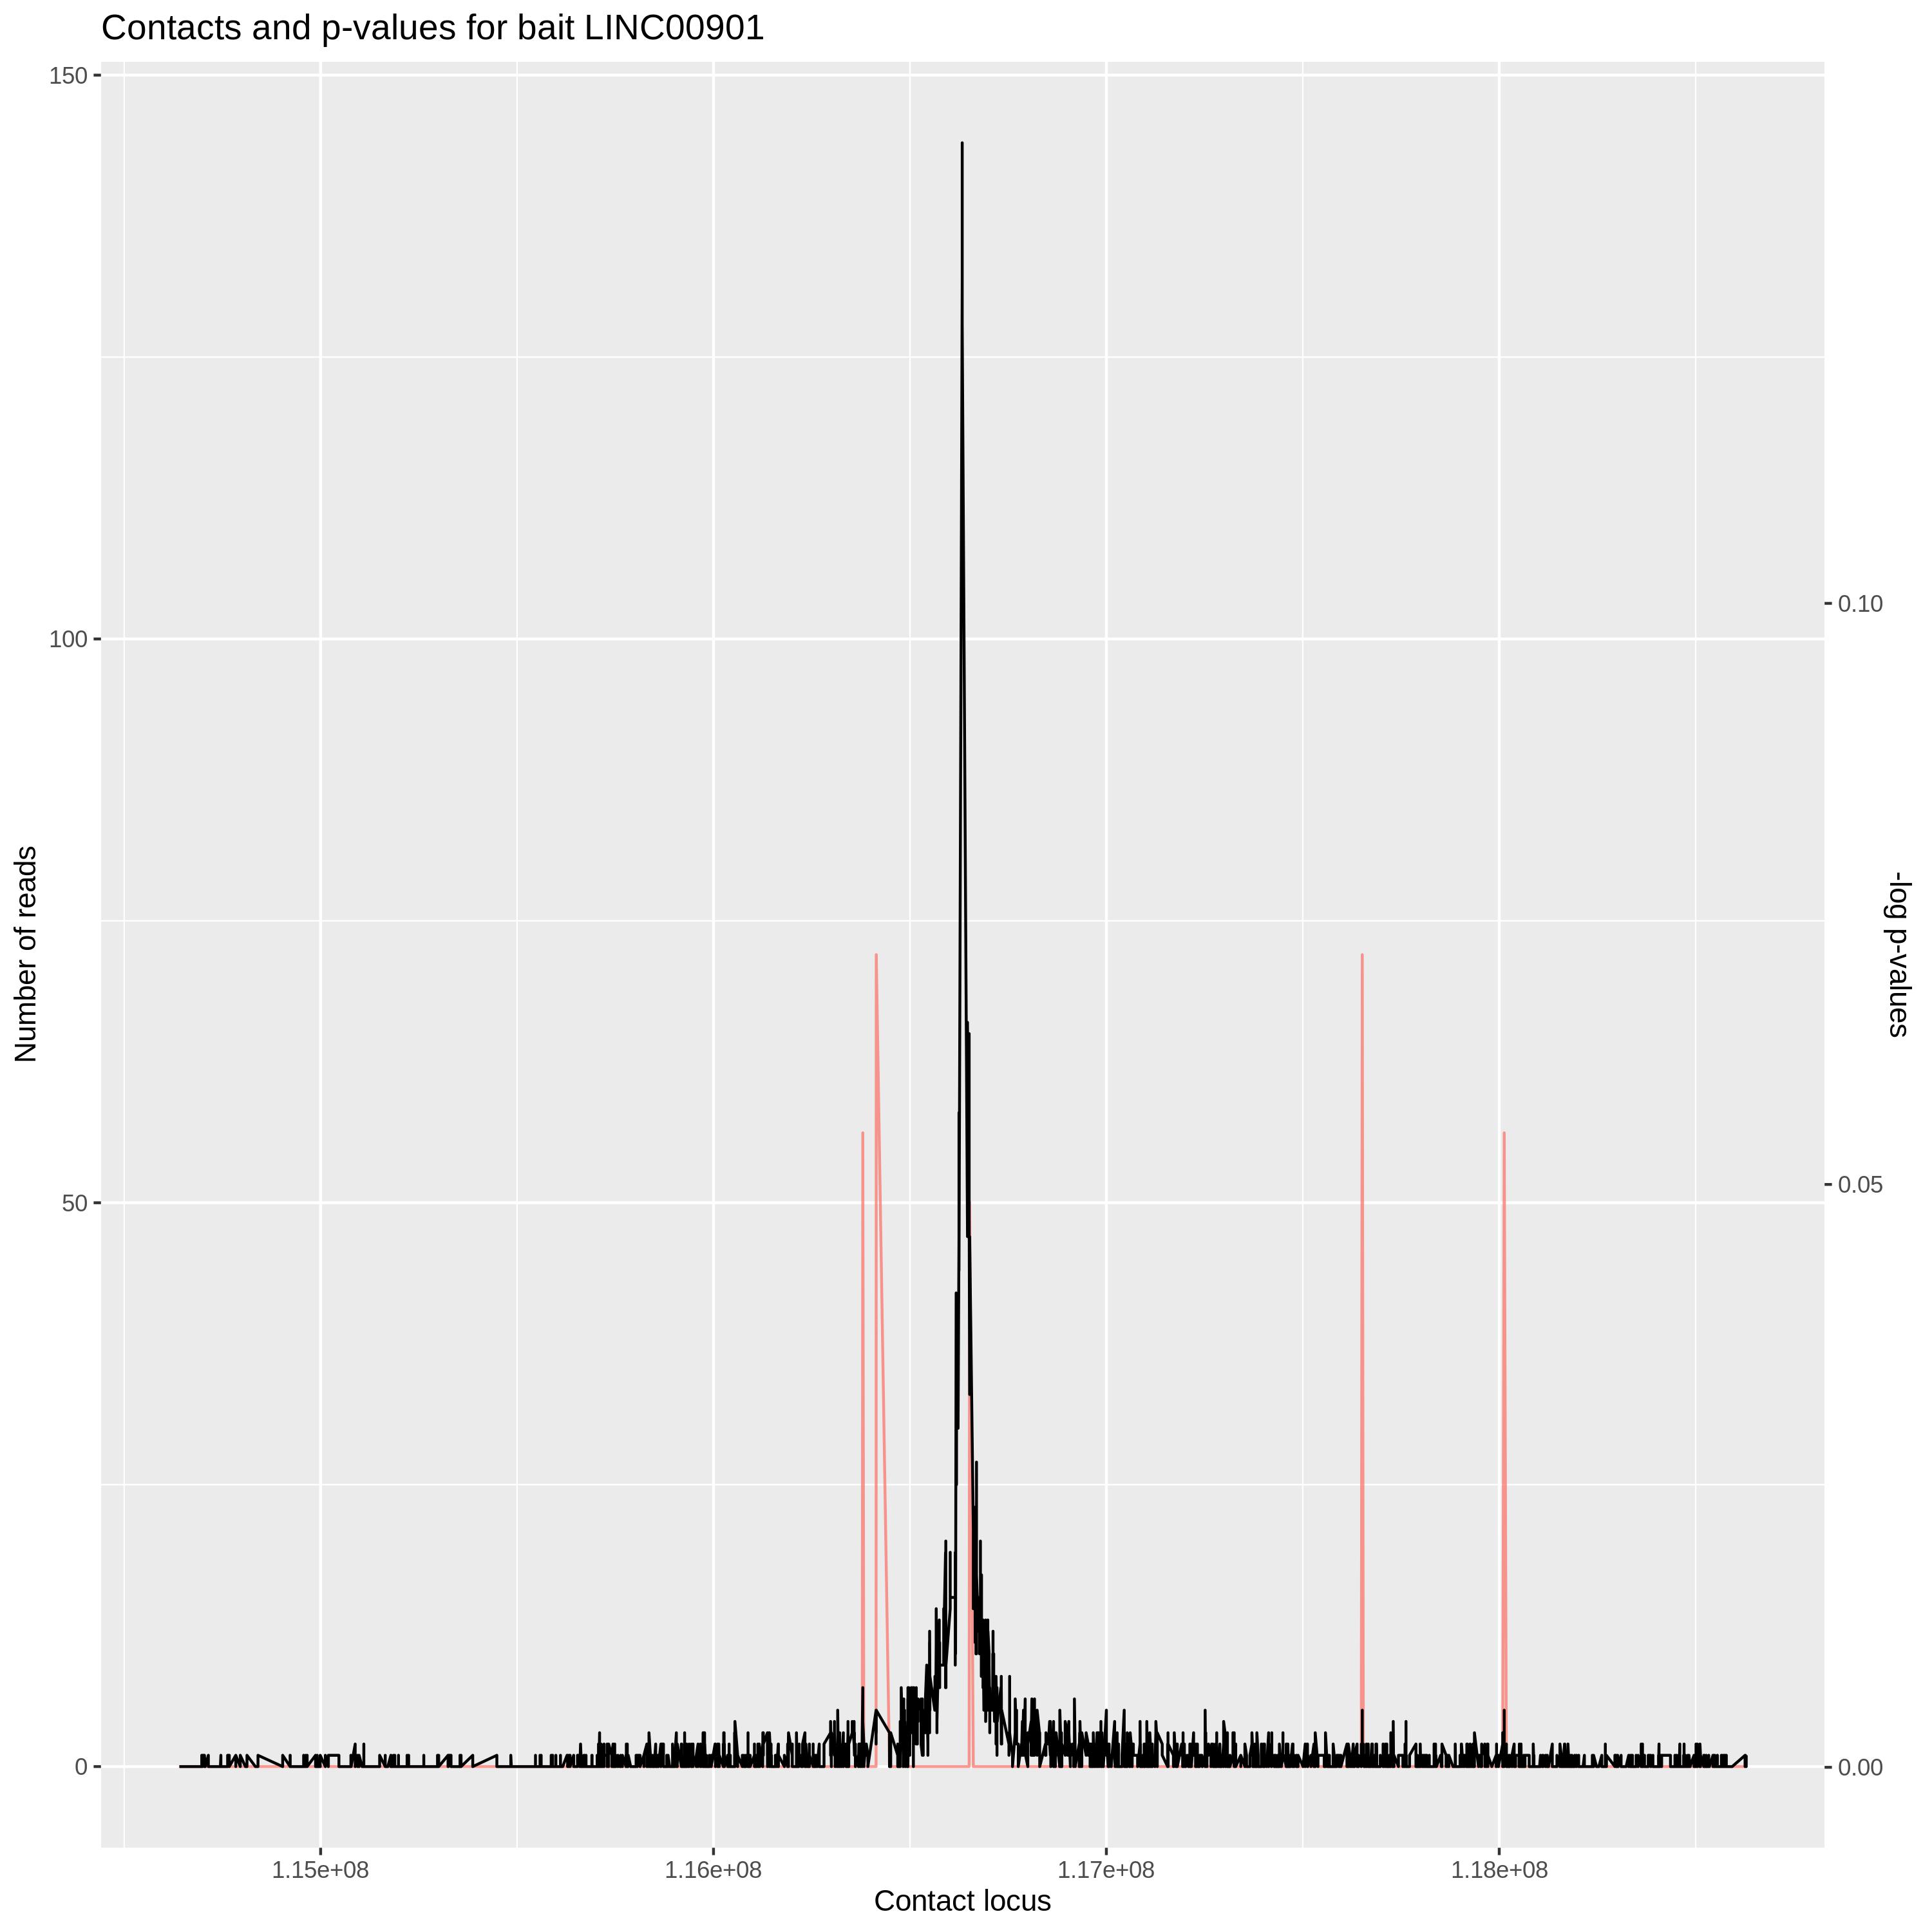 Contacts and p-values for bait LINC00901
150
100
50
0
Number of reads
0.10
0.05
0.00
-log p-values
1.15e+08
1.16e+08
1.17e+08
1.18e+08
Contact locus